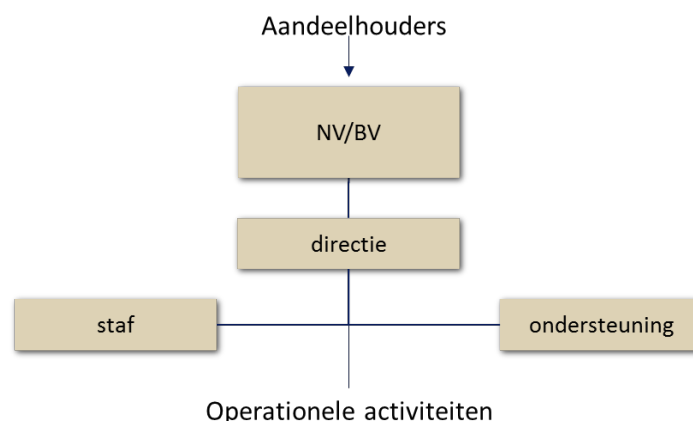 Aandeelhouders
NV/BV
directie
staf
ondersteuning
Operationele activiteiten